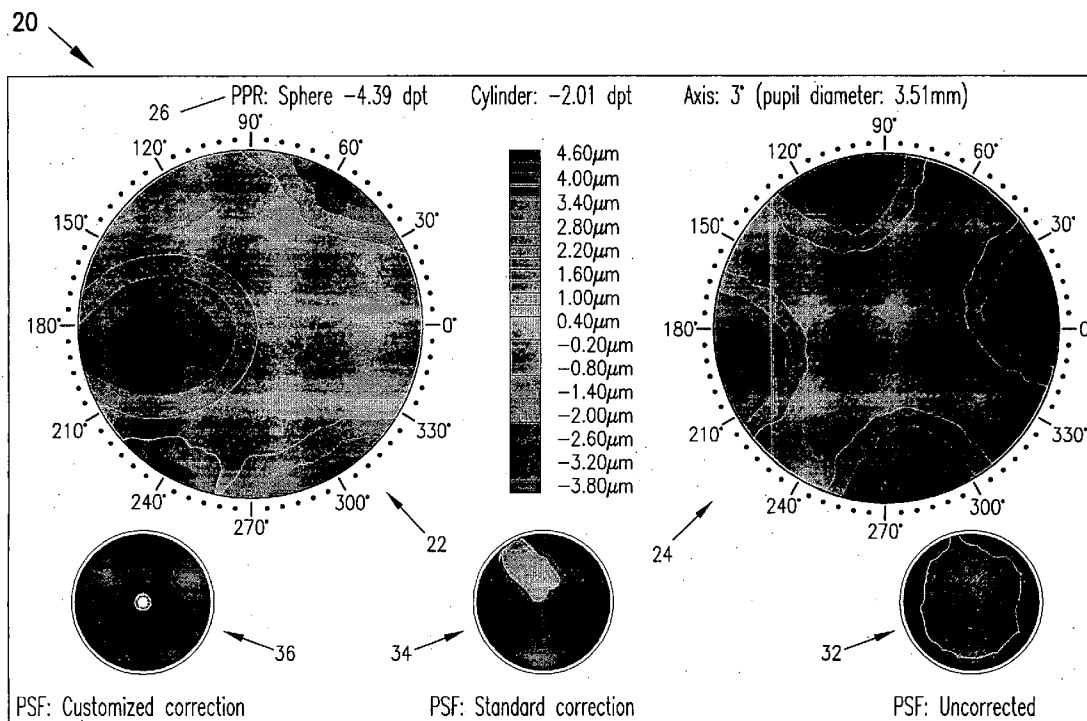 20
26 PPR: Sphere -4.39 dpt Cylinder: -2.01 dpt Axis: 3° (pupil diameter: 3.51mm)
90°
120° 60°
150° 30°
180° 0°
210° 330°
240° 300°
270°
22
4.60μm
4.00μm
3.40μm
2.80μm
2.20μm
1.60μm
1.00μm
0.40μm
-0.20μm
-0.80μm
-1.40μm
-2.00μm
-2.60μm
-3.20μm
-3.80μm
90°
120° 60°
150° 30°
180° 0
210° 330°
240° 300°
270°
24
36
34
32
PSF: Customized correction
PSF: Standard correction
PSF: Uncorrected